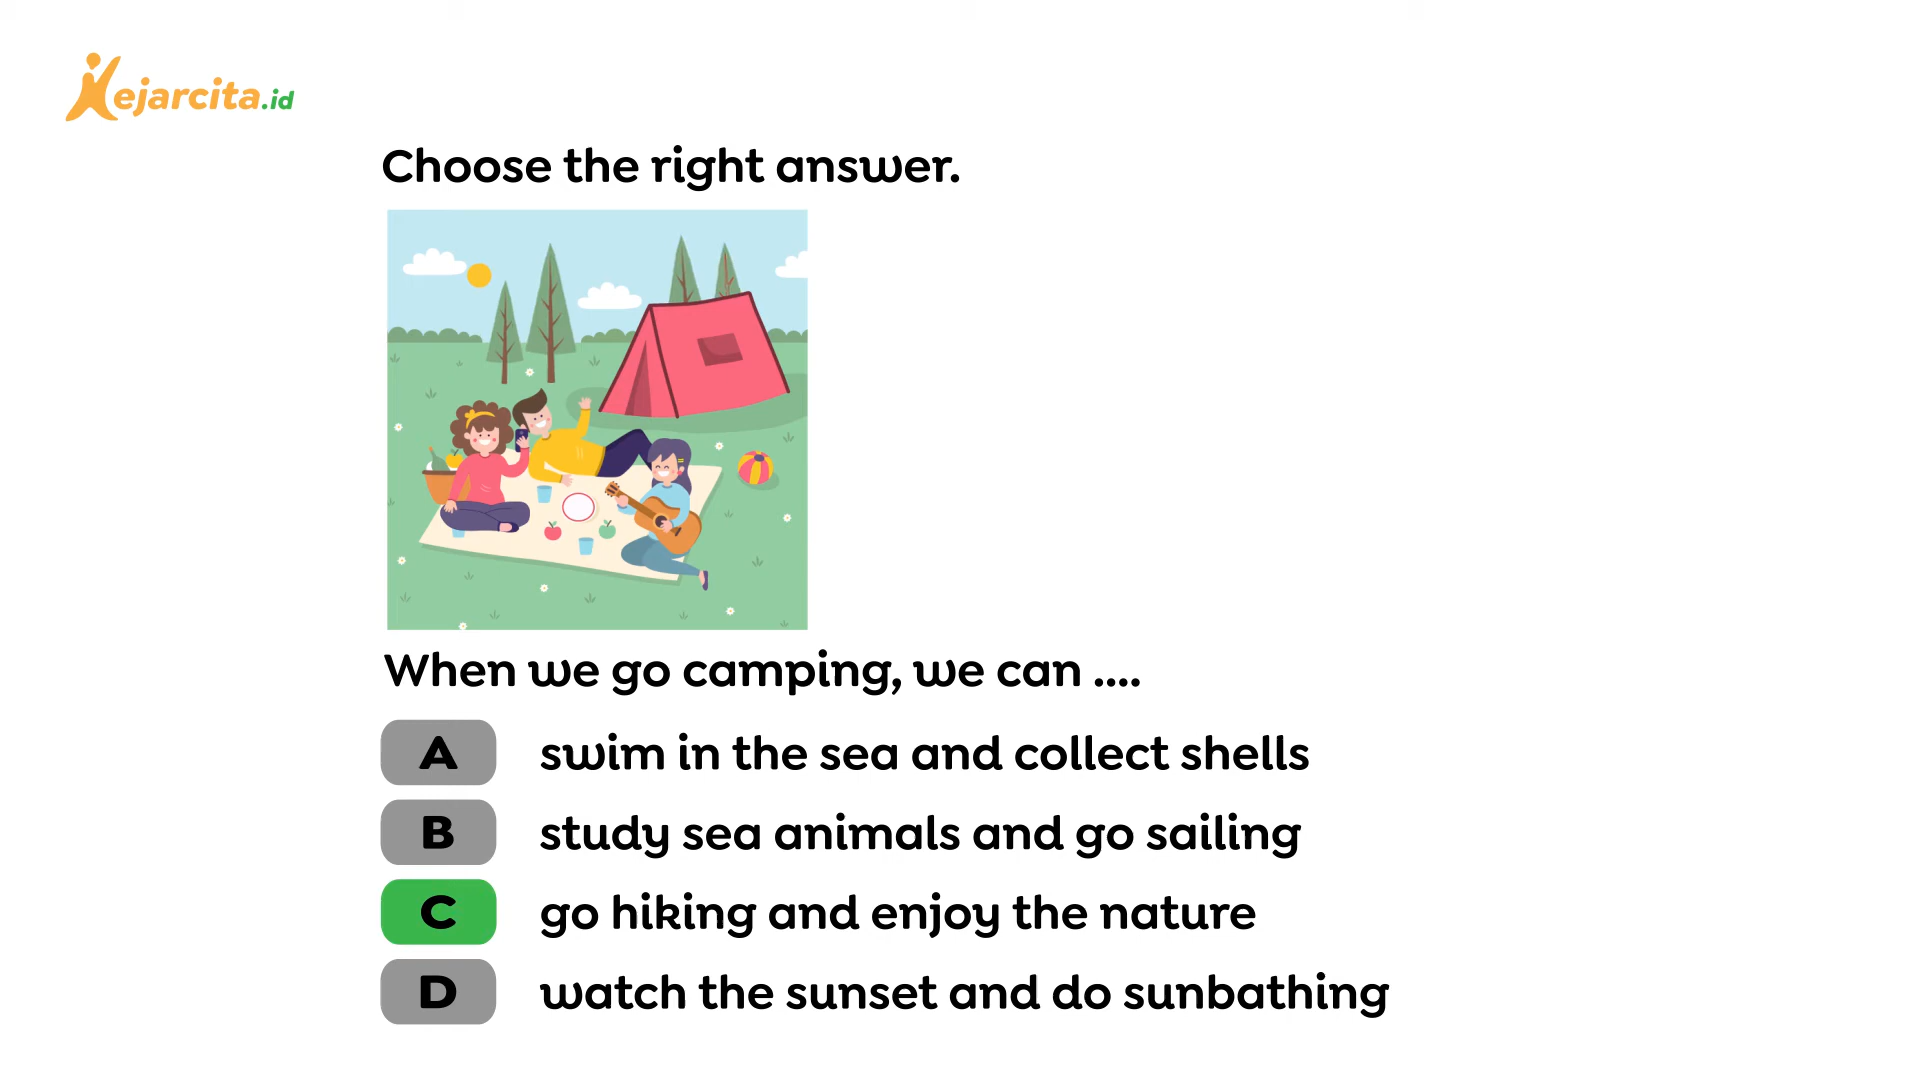 Kejarcita.id
Choose the right answer.
When we go camping, we can ....
A swim in the sea and collect shells
B study sea animals and go sailing
C go hiking and enjoy the nature
D watch the sunset and do sunbathing